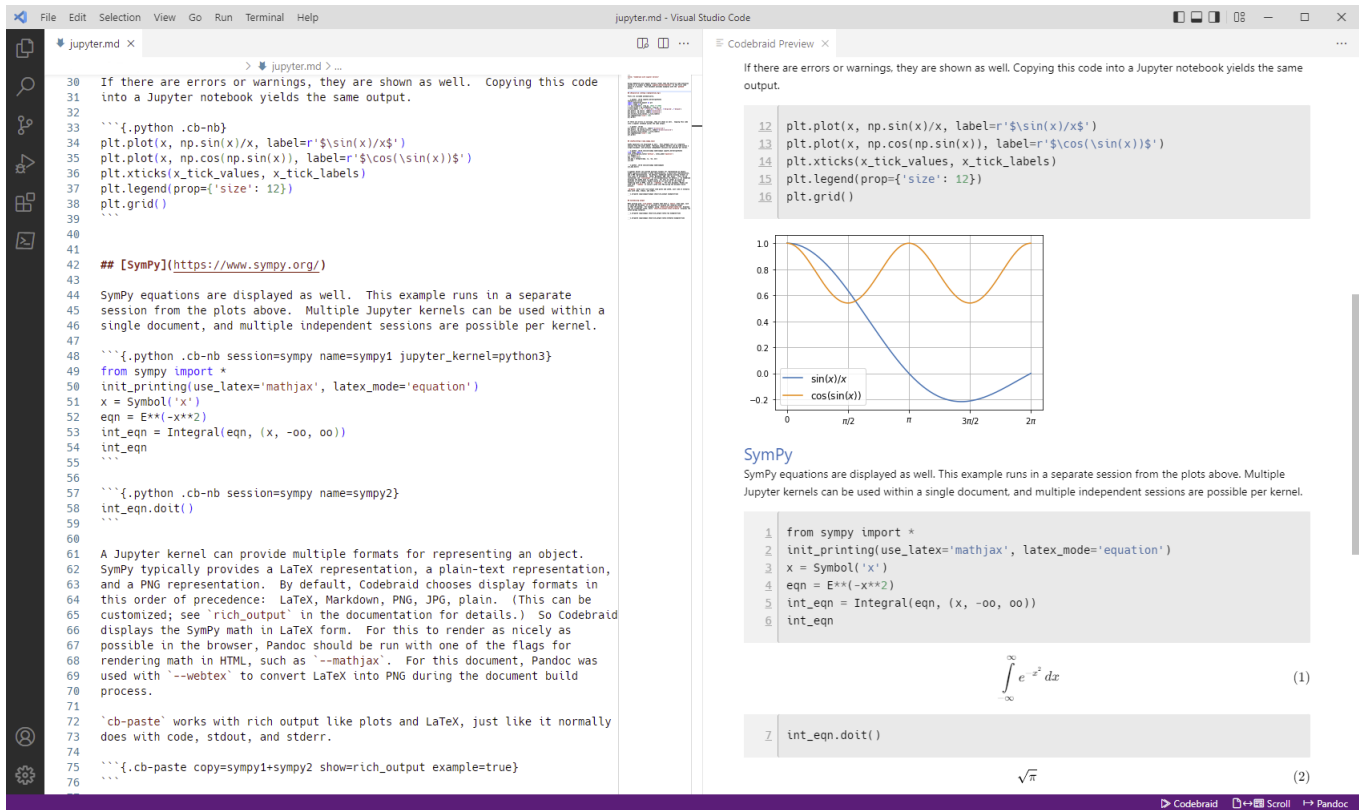 File Edit Selection View Go Run Terminal Help
jupyter.md - Visual Studio Code
jupyter.md
> jupyter.md > ...
30 If there are errors or warnings, they are shown as well.  Copying this code
31 into a Jupyter notebook yields the same output.
32
33 ```{.python .cb-nb}
34 plt.plot(x, np.sin(x)/x, label=r'$\sin(x)/x$')
35 plt.plot(x, np.cos(np.sin(x)), label=r'$\cos(\sin(x))$')
36 plt.xticks(x_tick_values, x_tick_labels)
37 plt.legend(prop={'size': 12})
38 plt.grid()
39 ```
40
41
42 ## [SymPy](https://www.sympy.org/)
43
44 SymPy equations are displayed as well.  This example runs in a separate
45 session from the plots above.  Multiple Jupyter kernels can be used within a
46 single document, and multiple independent sessions are possible per kernel.
47
48 ```{.python .cb-nb session=sympy name=sympy1 jupyter_kernel=python3}
49 from sympy import *
50 init_printing(use_latex='mathjax', latex_mode='equation')
51 x = Symbol('x')
52 eqn = E**(-x**2)
53 int_eqn = Integral(eqn, (x, -oo, oo))
54 int_eqn
55 ```
56
57 ```{.python .cb-nb session=sympy name=sympy2}
58 int_eqn.doit()
59 ```
60
61 A Jupyter kernel can provide multiple formats for representing an object.
62 SymPy typically provides a LaTeX representation, a plain-text representation,
63 and a PNG representation.  By default, Codebraid chooses display formats in
64 this order of precedence:  LaTeX, Markdown, PNG, JPG, plain.  (This can be
65 customized; see `rich_output` in the documentation for details.)  So Codebraid
66 displays the SymPy math in LaTeX form.  For this to render as nicely as
67 possible in the browser, Pandoc should be run with one of the flags for
68 rendering math in HTML, such as `--mathjax`.  For this document, Pandoc was
69 used with `--webtex` to convert LaTeX into PNG during the document build
70 process.
71
72 `cb-paste` works with rich output like plots and LaTeX, just like it normally
73 does with code, stdout, and stderr.
74
75 ```{.cb-paste copy=sympy1+sympy2 show=rich_output example=true}
76 ```
Codebraid Preview
If there are errors or warnings, they are shown as well. Copying this code into a Jupyter notebook yields the same
output.
12 plt.plot(x, np.sin(x)/x, label=r'$\sin(x)/x$')
13 plt.plot(x, np.cos(np.sin(x)), label=r'$\cos(\sin(x))$')
14 plt.xticks(x_tick_values, x_tick_labels)
15 plt.legend(prop={'size': 12})
16 plt.grid()
1.0
0.8
0.6
0.4
0.2
0.0
−0.2
sin(x)/x
cos(sin(x))
0 π/2 π 3π/2 2π
SymPy
SymPy equations are displayed as well. This example runs in a separate session from the plots above. Multiple
Jupyter kernels can be used within a single document, and multiple independent sessions are possible per kernel.
1 from sympy import *
2 init_printing(use_latex='mathjax', latex_mode='equation')
3 x = Symbol('x')
4 eqn = E**(-x**2)
5 int_eqn = Integral(eqn, (x, -oo, oo))
6 int_eqn
∫_{−∞}^{∞} e^{−x²} dx (1)
7 int_eqn.doit()
√π (2)
Codebraid Scroll Pandoc